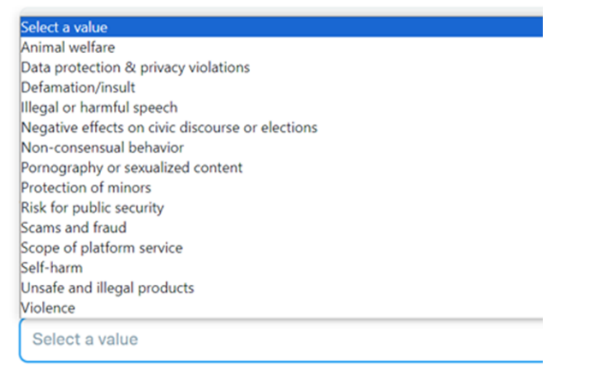 Select a value
Animal welfare
Data protection & privacy violations
Defamation/insult
Illegal or harmful speech
Negative effects on civic discourse or elections
Non-consensual behavior
Pornography or sexualized content
Protection of minors
Risk for public security
Scams and fraud
Scope of platform service
Self-harm
Unsafe and illegal products
Violence
Select a value